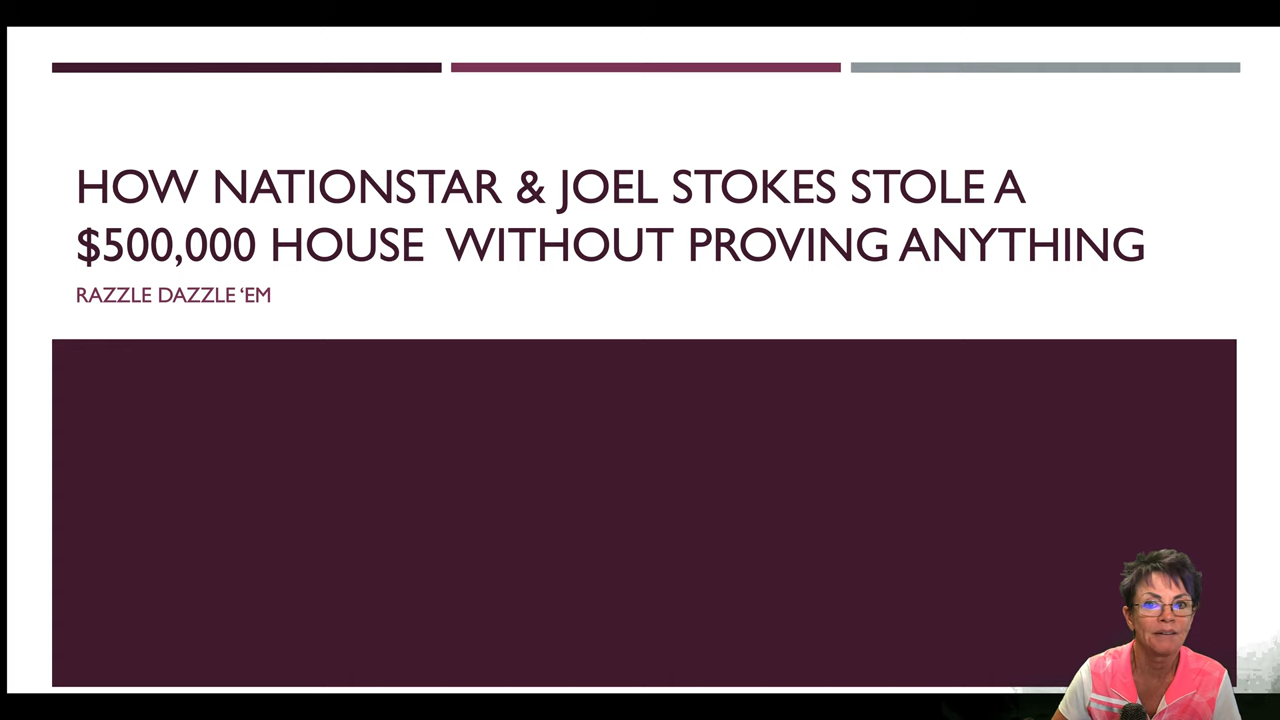 HOW NATIONSTAR & JOEL STOKES STOLE A
$500,000 HOUSE WITHOUT PROVING ANYTHING
RAZZLE DAZZLE ‘EM